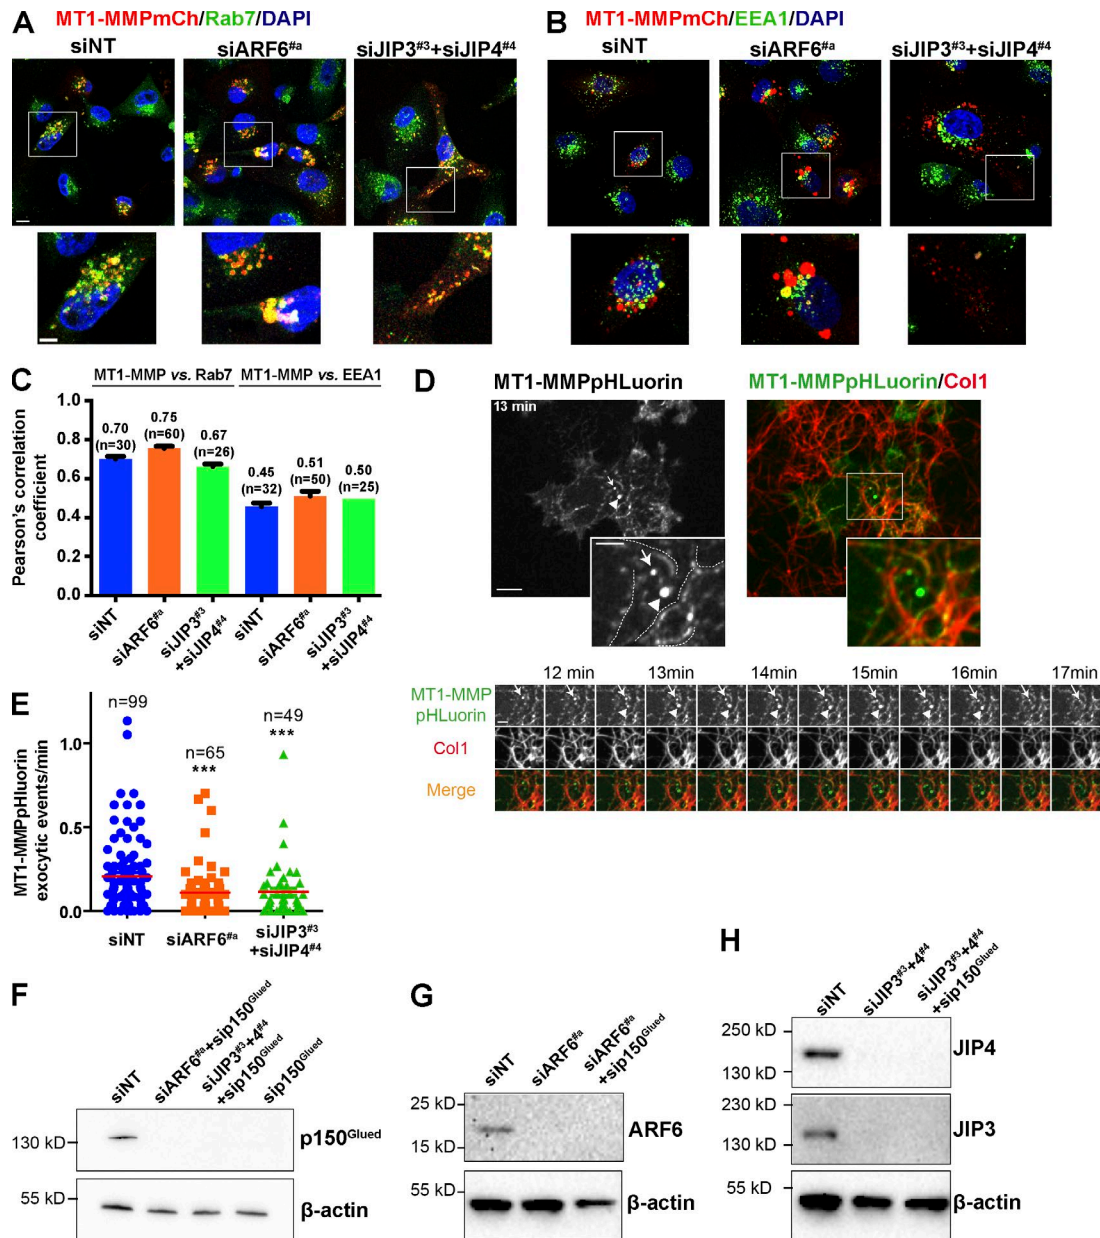 A
MT1-MMPmCh/Rab7/DAPI
siNT
siARF6#a
siJIP3#3+siJIP4#4
B
MT1-MMPmCh/EEA1/DAPI
siNT
siARF6#a
siJIP3#3+siJIP4#4
C
MT1-MMP vs. Rab7
MT1-MMP vs. EEA1
Pearson's correlation
coefficient
1.0
0.8
0.6
0.4
0.2
0.0
0.70
(n=30)
0.75
(n=60)
0.67
(n=26)
0.45
(n=32)
0.51
(n=50)
0.50
(n=25)
siNT
siARF6#a
siJIP3#3
+siJIP4#4
siNT
siARF6#a
siJIP3#3
+siJIP4#4
D
MT1-MMPpHLuorin
13 min
MT1-MMPpHLuorin/Col1
12 min
13min
14min
15min
16min
17min
MT1-MMP
pHLuorin
Col1
Merge
E
MT1-MMPpHluorin
exocytic events/min
1.0
0.5
0.0
n=99
n=65
***
n=49
***
siNT
siARF6#a
siJIP3#3
+siJIP4#4
F
siNT
siARF6#a+sip150Glued
siJIP3#3+4#4
+sip150Glued
sip150Glued
130 kD
p150Glued
55 kD
β-actin
G
siNT
siARF6#a
siARF6#a
+sip150Glued
25 kD
15 kD
ARF6
55 kD
β-actin
H
siNT
siJIP3#3+4#4
siJIP3#3+4#4
+sip150Glued
250 kD
130 kD
JIP4
230 kD
130 kD
JIP3
55 kD
β-actin